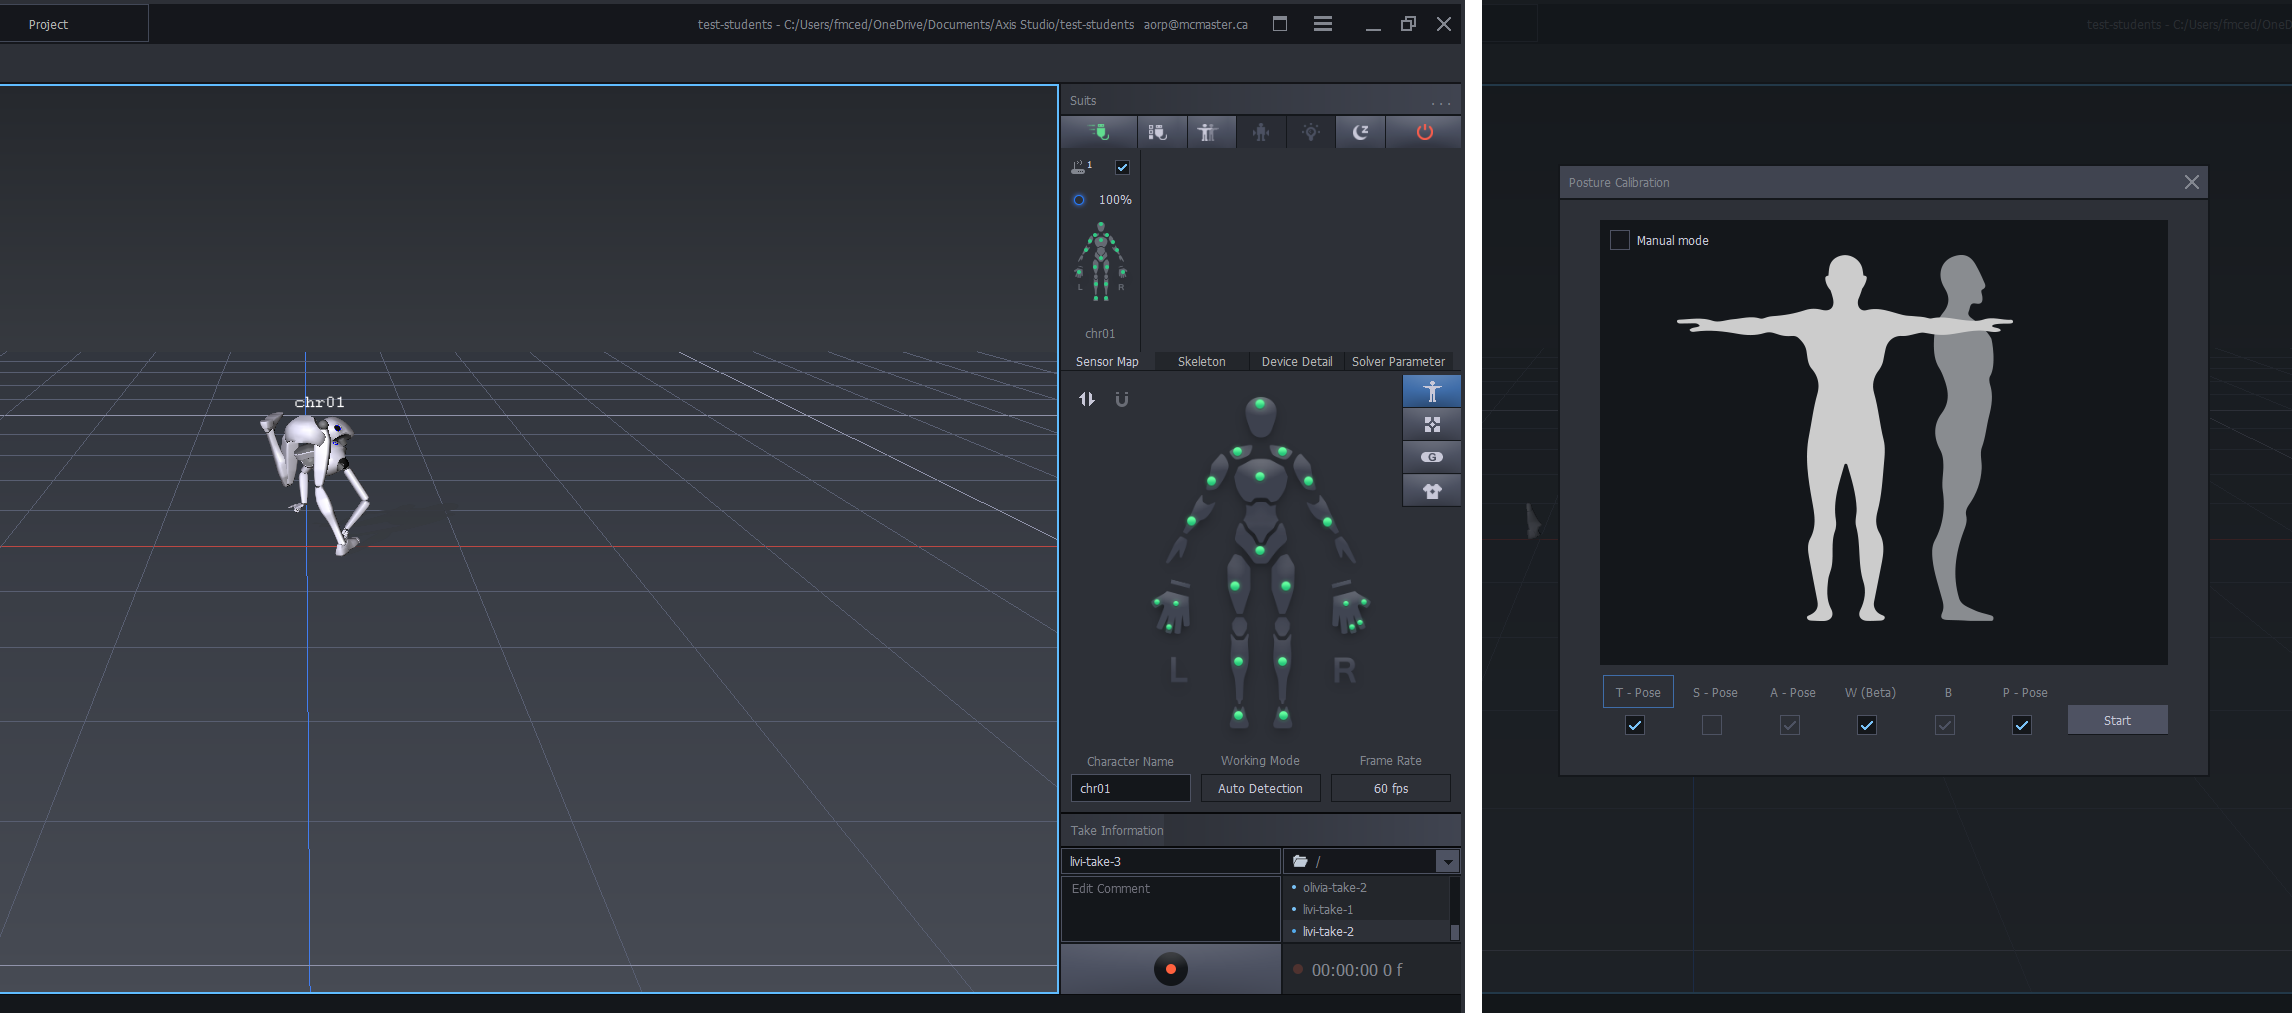 Project
test-students - C:/Users/fmced/OneDrive/Documents/Axis Studio/test-students aorp@mcmaster.ca
Suits
1
100%
L R
chr01
Sensor Map Skeleton Device Detail Solver Parameter
chr01
G
L R
Character Name Working Mode Frame Rate
chr01 Auto Detection 60 fps
Take Information
livi-take-3 /
Edit Comment
olivia-take-2
livi-take-1
livi-take-2
00:00:00 0 f
test-students - C:/Users/fmced/OneD
Posture Calibration
Manual mode
T - Pose S - Pose A - Pose W (Beta) B P - Pose
Start